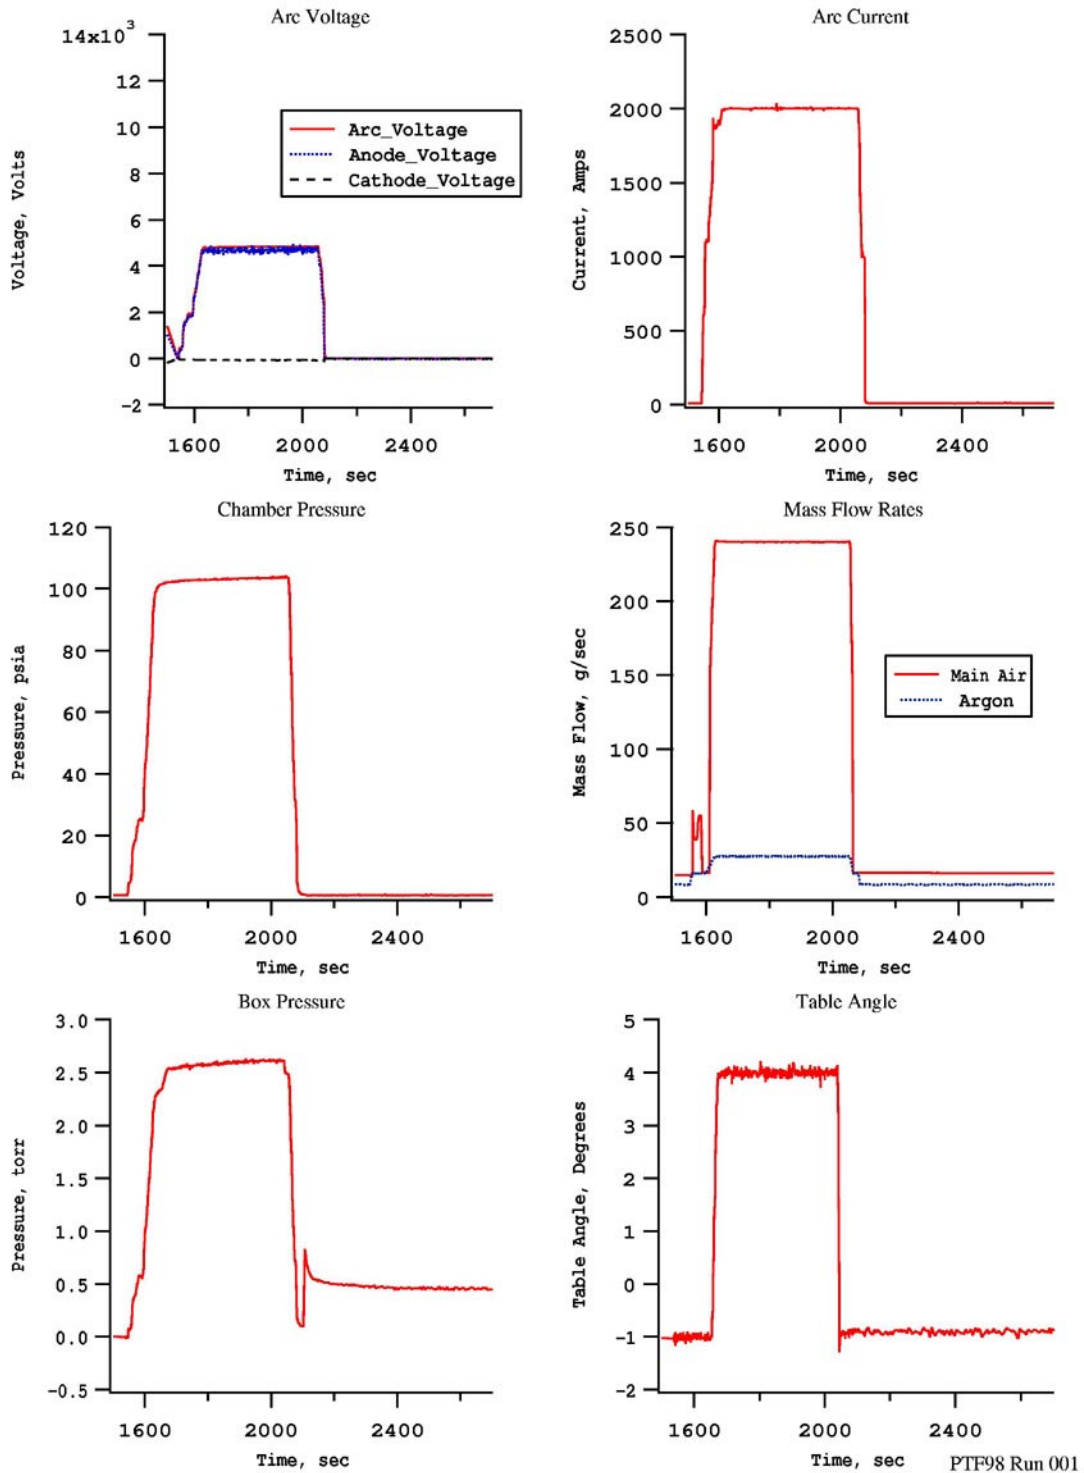 Arc Voltage
14x10³
12
10
8
6
4
2
0
-2
Voltage, Volts
Arc_Voltage
Anode_Voltage
Cathode_Voltage
1600 2000 2400
Time, sec
Arc Current
2500
2000
1500
1000
500
0
Current, Amps
1600 2000 2400
Time, sec
Chamber Pressure
120
100
80
60
40
20
0
Pressure, psia
1600 2000 2400
Time, sec
Mass Flow Rates
250
200
150
100
50
0
Mass Flow, g/sec
Main Air
Argon
1600 2000 2400
Time, sec
Box Pressure
3.0
2.5
2.0
1.5
1.0
0.5
0.0
-0.5
Pressure, torr
1600 2000 2400
Time, sec
Table Angle
5
4
3
2
1
0
-1
-2
Table Angle, Degrees
1600 2000 2400
Time, sec
PTF98 Run 001